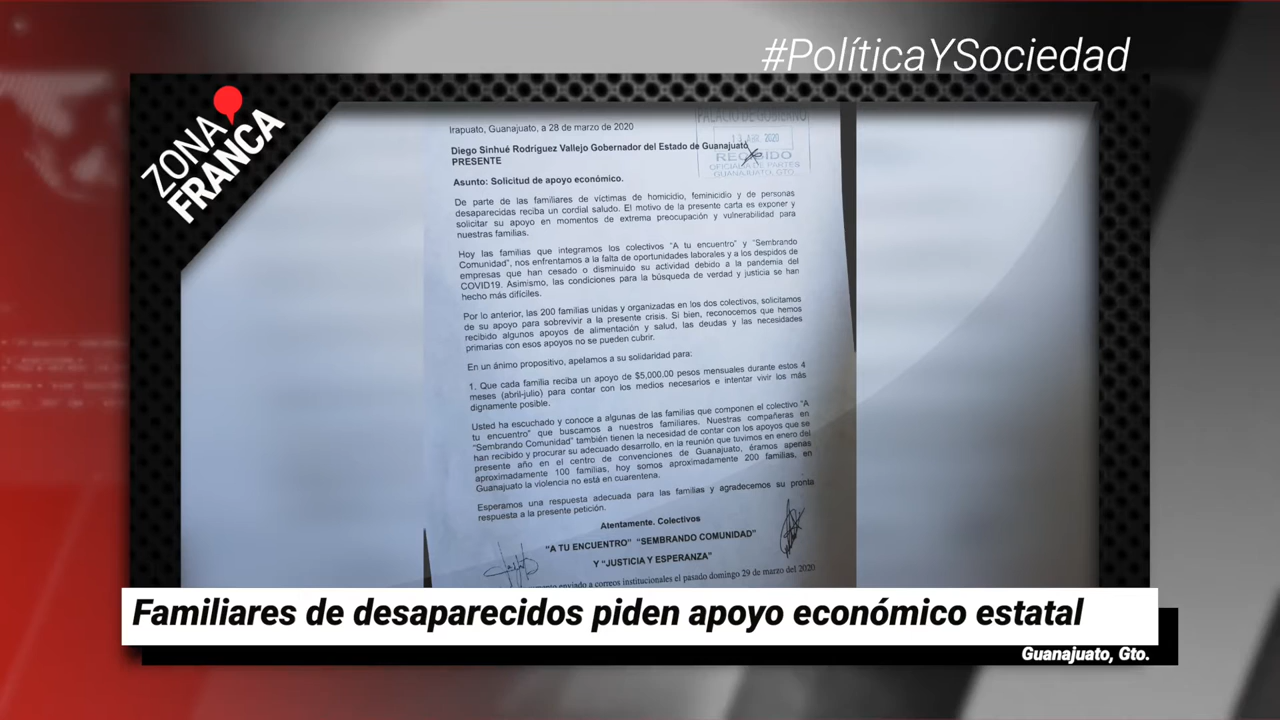 #PolíticaYSociedad
ZONA
FRANCA
PALACIO DE GOBIERNO
Irapuato, Guanajuato, a 28 de marzo de 2020
2020
Diego Sinhué Rodriguez Vallejo Gobernador del Estado de Guanajuato
PRESENTE
OFICIALIA DE PARTES
GUANAJUATO, GTO.
Asunto: Solicitud de apoyo económico.
De parte de las familiares de víctimas de homicidio, feminicidio y de personas
desaparecidas reciba un cordial saludo. El motivo de la presente carta es exponer y
solicitar su apoyo en momentos de extrema preocupación y vulnerabilidad para
nuestras familias.
Hoy las familias que integramos los colectivos "A tu encuentro" y "Sembrando
Comunidad", nos enfrentamos a la falta de oportunidades laborales y a los despidos de
empresas que han cesado o disminuido su actividad debido a la pandemia del
COVID19. Asimismo, las condiciones para la búsqueda de verdad y justicia se han
hecho más difíciles.
Por lo anterior, las 200 familias unidas y organizadas en los dos colectivos, solicitamos
de su apoyo para sobrevivir a la presente crisis. Si bien, reconocemos que hemos
recibido algunos apoyos de alimentación y salud, las deudas y las necesidades
primarias con esos apoyos no se pueden cubrir.
En un ánimo propositivo, apelamos a su solidaridad para:
1. Que cada familia reciba un apoyo de $5,000.00 pesos mensuales durante estos 4
meses (abril-julio) para contar con los medios necesarios e intentar vivir los más
dignamente posible.
Usted ha escuchado y conoce a algunas de las familias que componen el colectivo "A
tu encuentro" que buscamos a nuestros familiares. Nuestras compañeras en
"Sembrando Comunidad" también tienen la necesidad de contar con los apoyos que se
han recibido y procurar su adecuado desarrollo, en la reunión que tuvimos en enero del
presente año en el centro de convenciones de Guanajuato, éramos apenas
aproximadamente 100 familias, hoy somos aproximadamente 200 familias, en
Guanajuato la violencia no está en cuarentena.
Esperamos una respuesta adecuada para las familias y agradecemos su pronta
respuesta a la presente petición.
Atentamente. Colectivos
"A TU ENCUENTRO" "SEMBRANDO COMUNIDAD"
Y "JUSTICIA Y ESPERANZA"
enviado a correos institucionales el pasado domingo 29 de marzo del 2020
Familiares de desaparecidos piden apoyo económico estatal
Guanajuato, Gto.